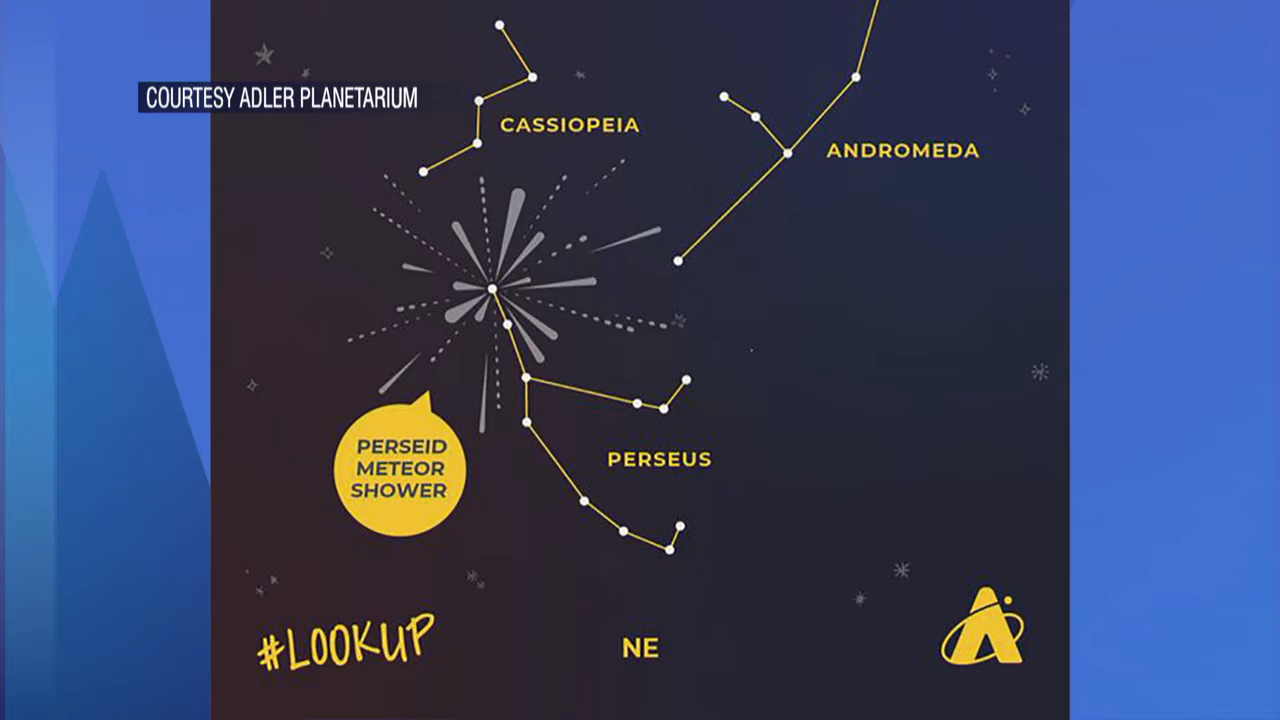 COURTESY ADLER PLANETARIUM
CASSIOPEIA
ANDROMEDA
PERSEID
METEOR
SHOWER
PERSEUS
#LOOKUP
NE